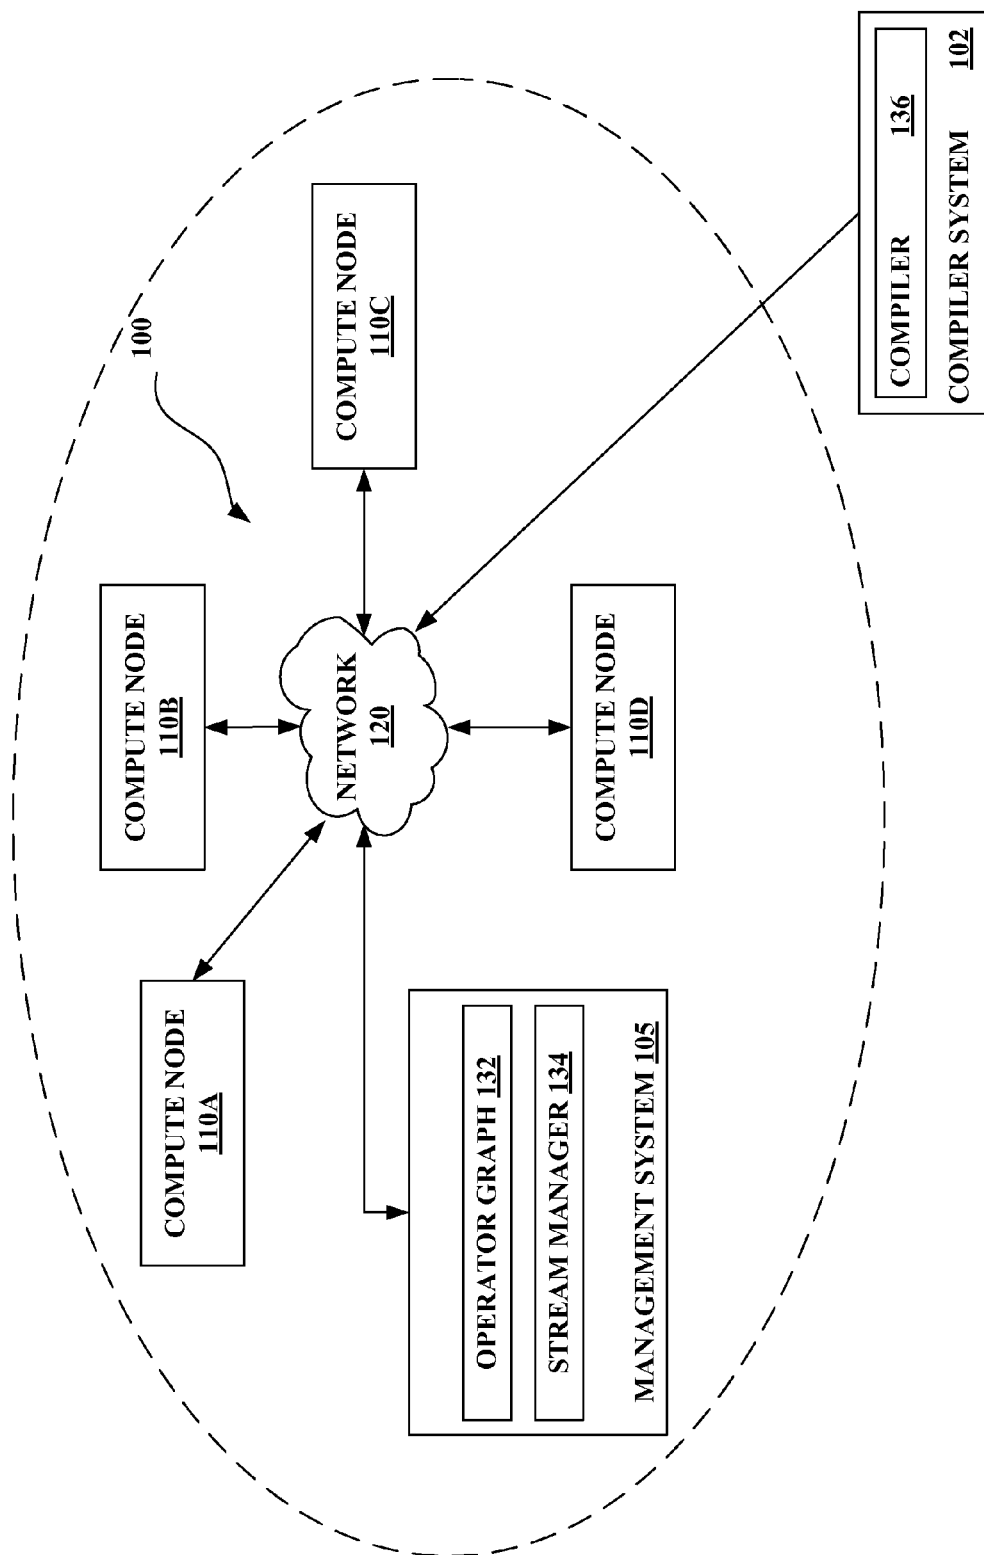 100
COMPUTE NODE
110A
COMPUTE NODE
110B
COMPUTE NODE
110C
NETWORK
120
OPERATOR GRAPH 132
STREAM MANAGER 134
MANAGEMENT SYSTEM 105
COMPUTE NODE
110D
COMPILER 136
COMPILER SYSTEM 102